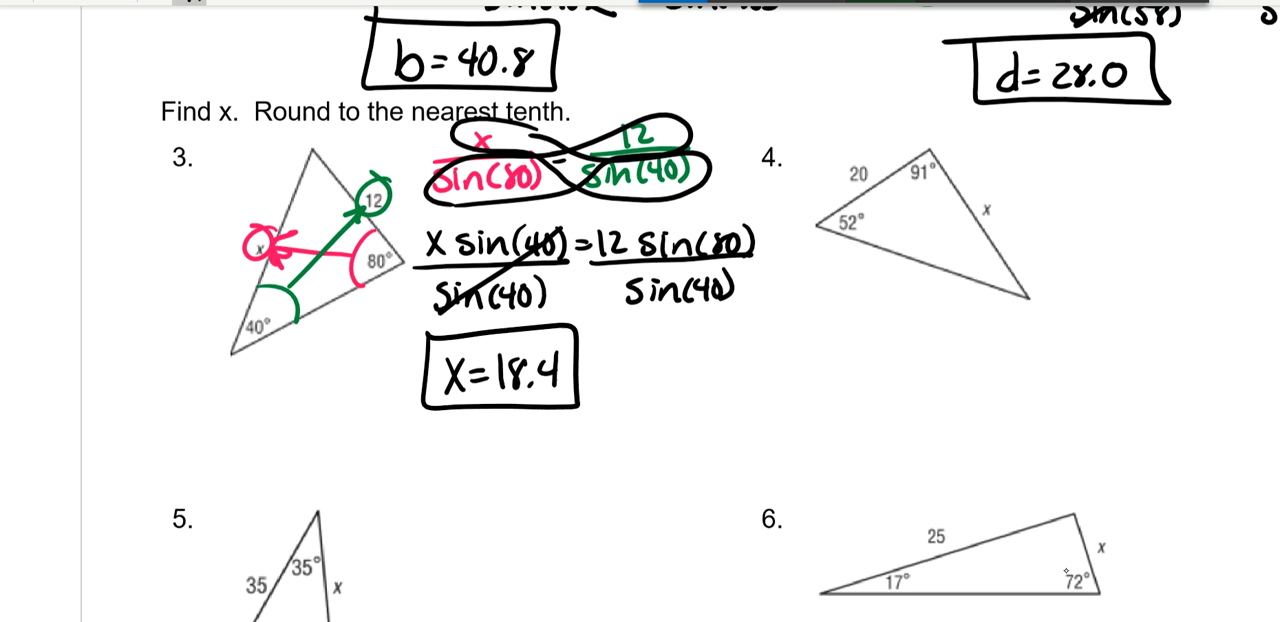 sin(58)
b=40.8
d=28.0
Find x. Round to the nearest tenth.
3.
x
12
sin(80)
=
sin(40)
12
x
80°
40°
x sin(40)=12 sin(80)
sin(40)
sin(40)
x=18.4
4.
20
91°
52°
x
5.
35
35°
x
6.
25
x
17°
72°